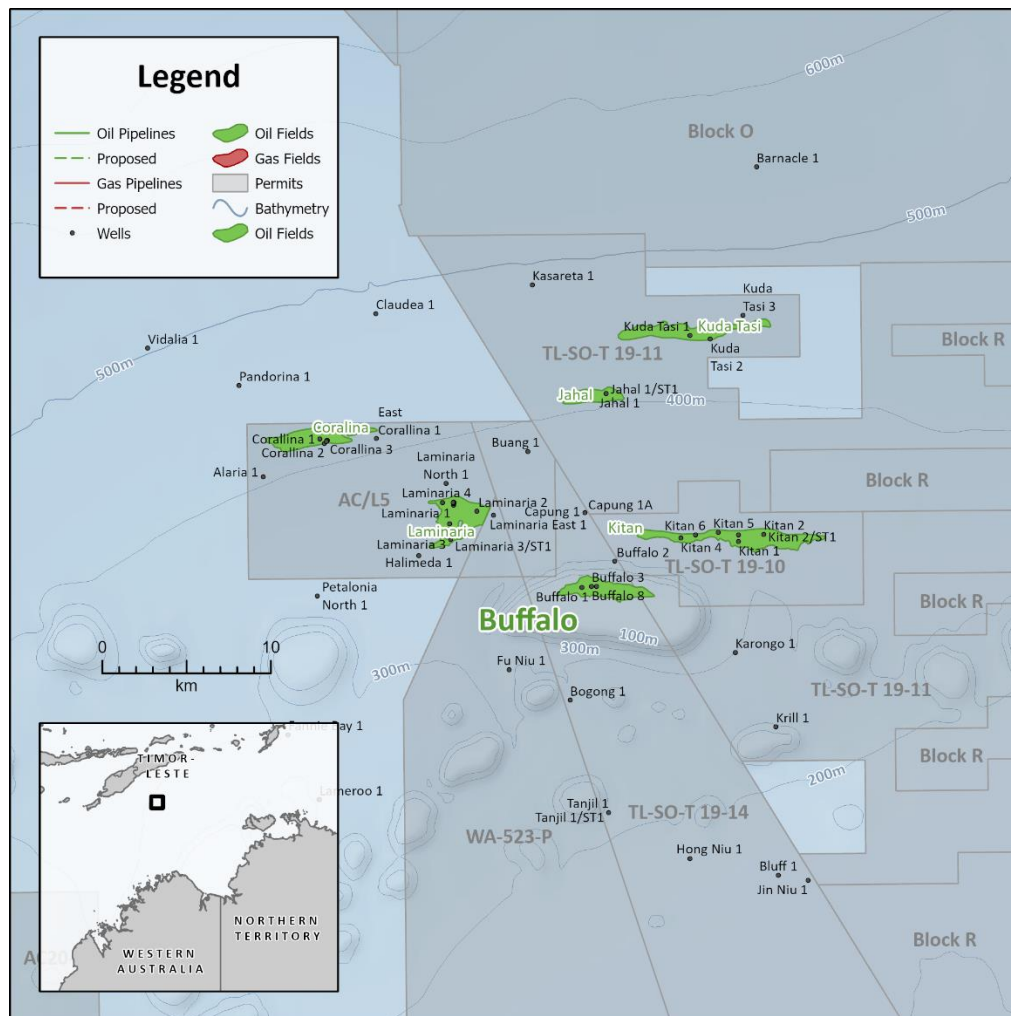 Legend
Oil Pipelines
Proposed
Gas Pipelines
Proposed
Wells
Oil Fields
Gas Fields
Permits
Bathymetry
Oil Fields
600m
Block O
Barnacle 1
500m
Kasareta 1
Kuda
Tasi 3
Claudea 1
Kuda Tasi 1
Kuda Tasi
Kuda
Tasi 2
Vidalia 1
500m
TL-SO-T 19-11
Block R
Pandorina 1
Jahal
Jahal 1/ST1
Jahal 1
400m
East
Corallina 1
Coralina
Corallina 1
Corallina 2
Corallina 3
Buang 1
Laminaria
North 1
Alaria 1
Block R
AC/L5
Laminaria 4
Laminaria 2
Laminaria 1
Laminaria East 1
Capung 1
Capung 1A
Laminaria
Kitan
Kitan 6
Kitan 5
Kitan 2
Kitan 2/ST1
Kitan 4
Kitan 1
Laminaria 3
Laminaria 3/ST1
Halimeda 1
Buffalo 2
TL-SO-T 19-10
Buffalo 3
Buffalo 1
Buffalo 8
Block R
Petalonia
North 1
Buffalo
100m
300m
Karongo 1
0
10
km
300m
Fu Niu 1
TL-SO-T 19-11
Bogong 1
Krill 1
Block R
Fannie Bay 1
TIMOR-
LESTE
200m
Lameroo 1
Tanjil 1
Tanjil 1/ST1
TL-SO-T 19-14
WA-523-P
Hong Niu 1
Bluff 1
Jin Niu 1
NORTHERN
TERRITORY
WESTERN
AUSTRALIA
Block R
AC20